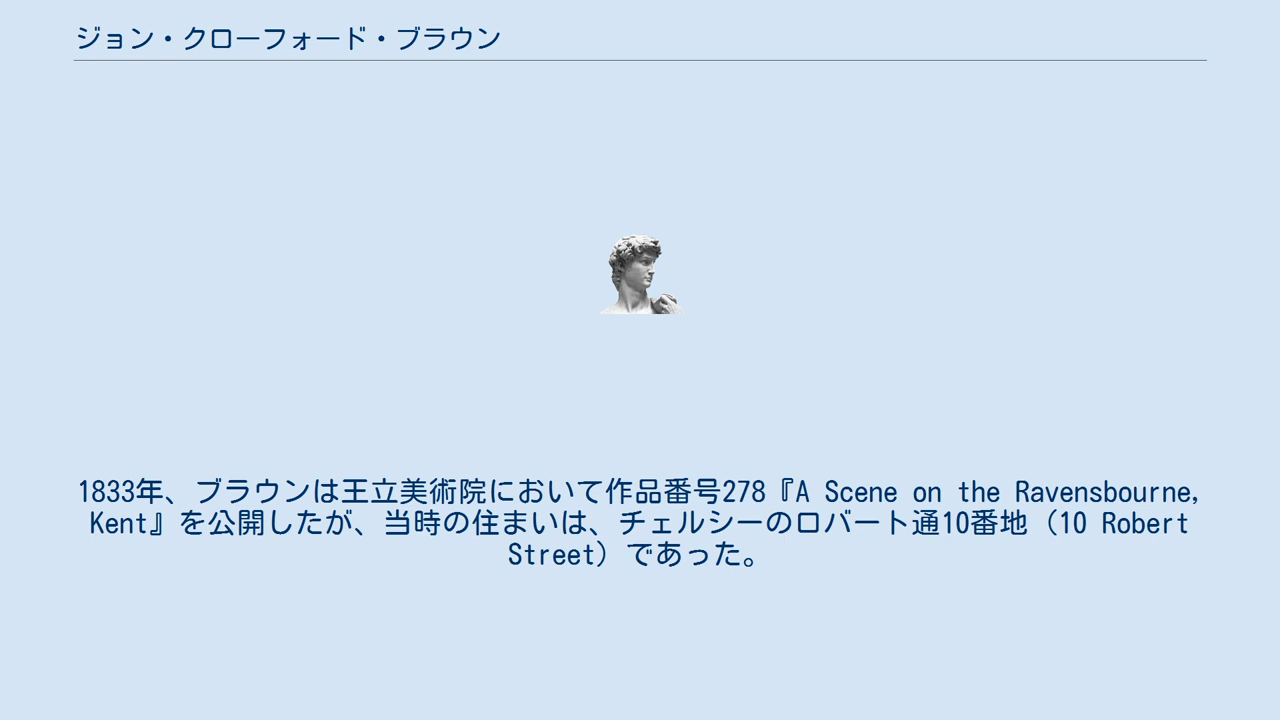 ジョン・クローフォード・ブラウン
1833年、ブラウンは王立美術院において作品番号278『A Scene on the Ravensbourne,
Kent』を公開したが、当時の住まいは、チェルシーのロバート通10番地（10 Robert
Street）であった。